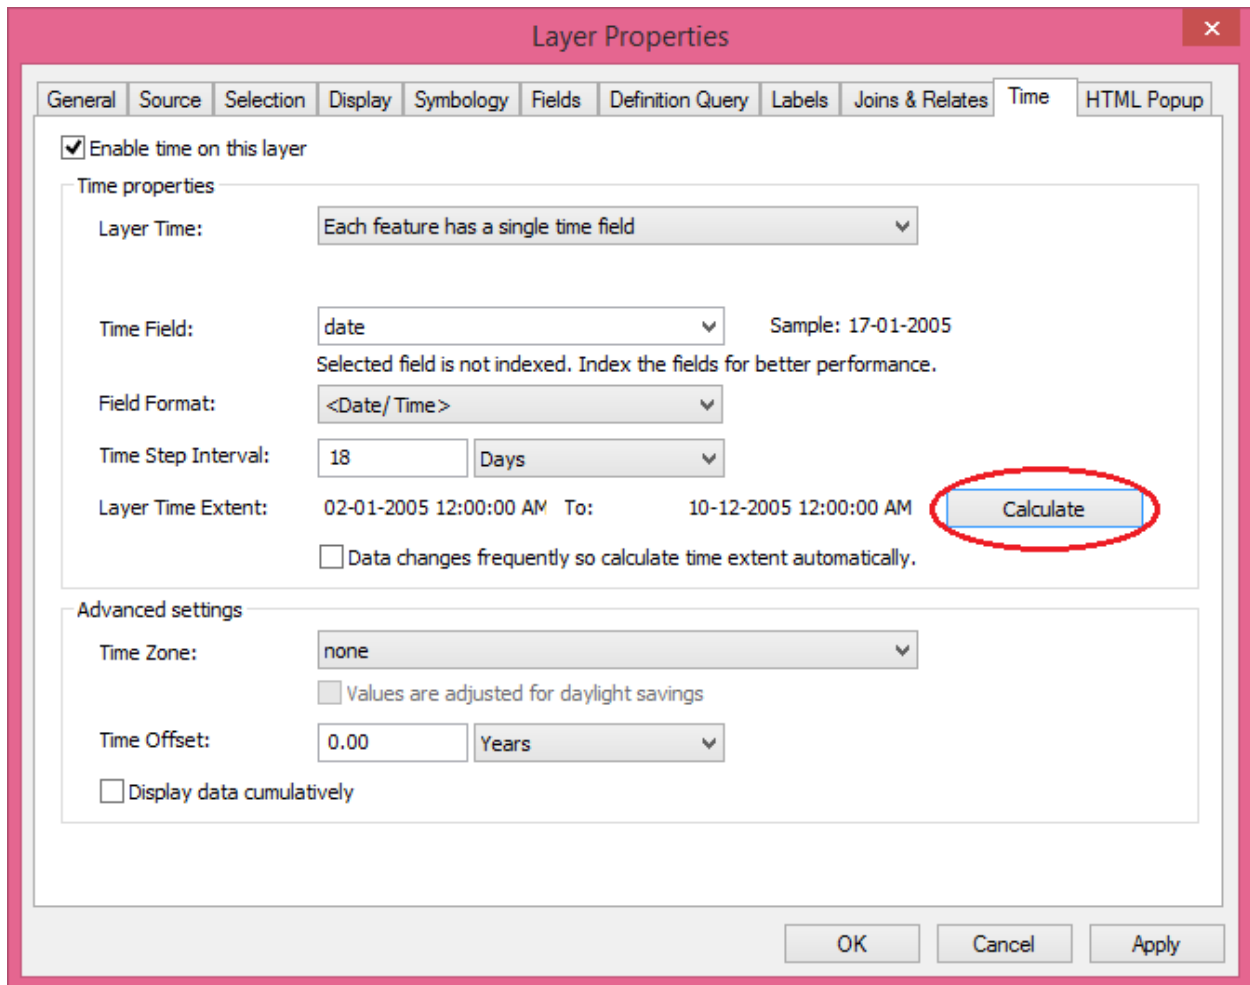 Layer Properties
General Source Selection Display Symbology Fields Definition Query Labels Joins & Relates Time HTML Popup
Enable time on this layer
Time properties
Layer Time: Each feature has a single time field
Time Field: date Sample: 17-01-2005
Selected field is not indexed. Index the fields for better performance.
Field Format: <Date/Time>
Time Step Interval: 18 Days
Layer Time Extent: 02-01-2005 12:00:00 AM To: 10-12-2005 12:00:00 AM Calculate
Data changes frequently so calculate time extent automatically.
Advanced settings
Time Zone: none
Values are adjusted for daylight savings
Time Offset: 0.00 Years
Display data cumulatively
OK Cancel Apply